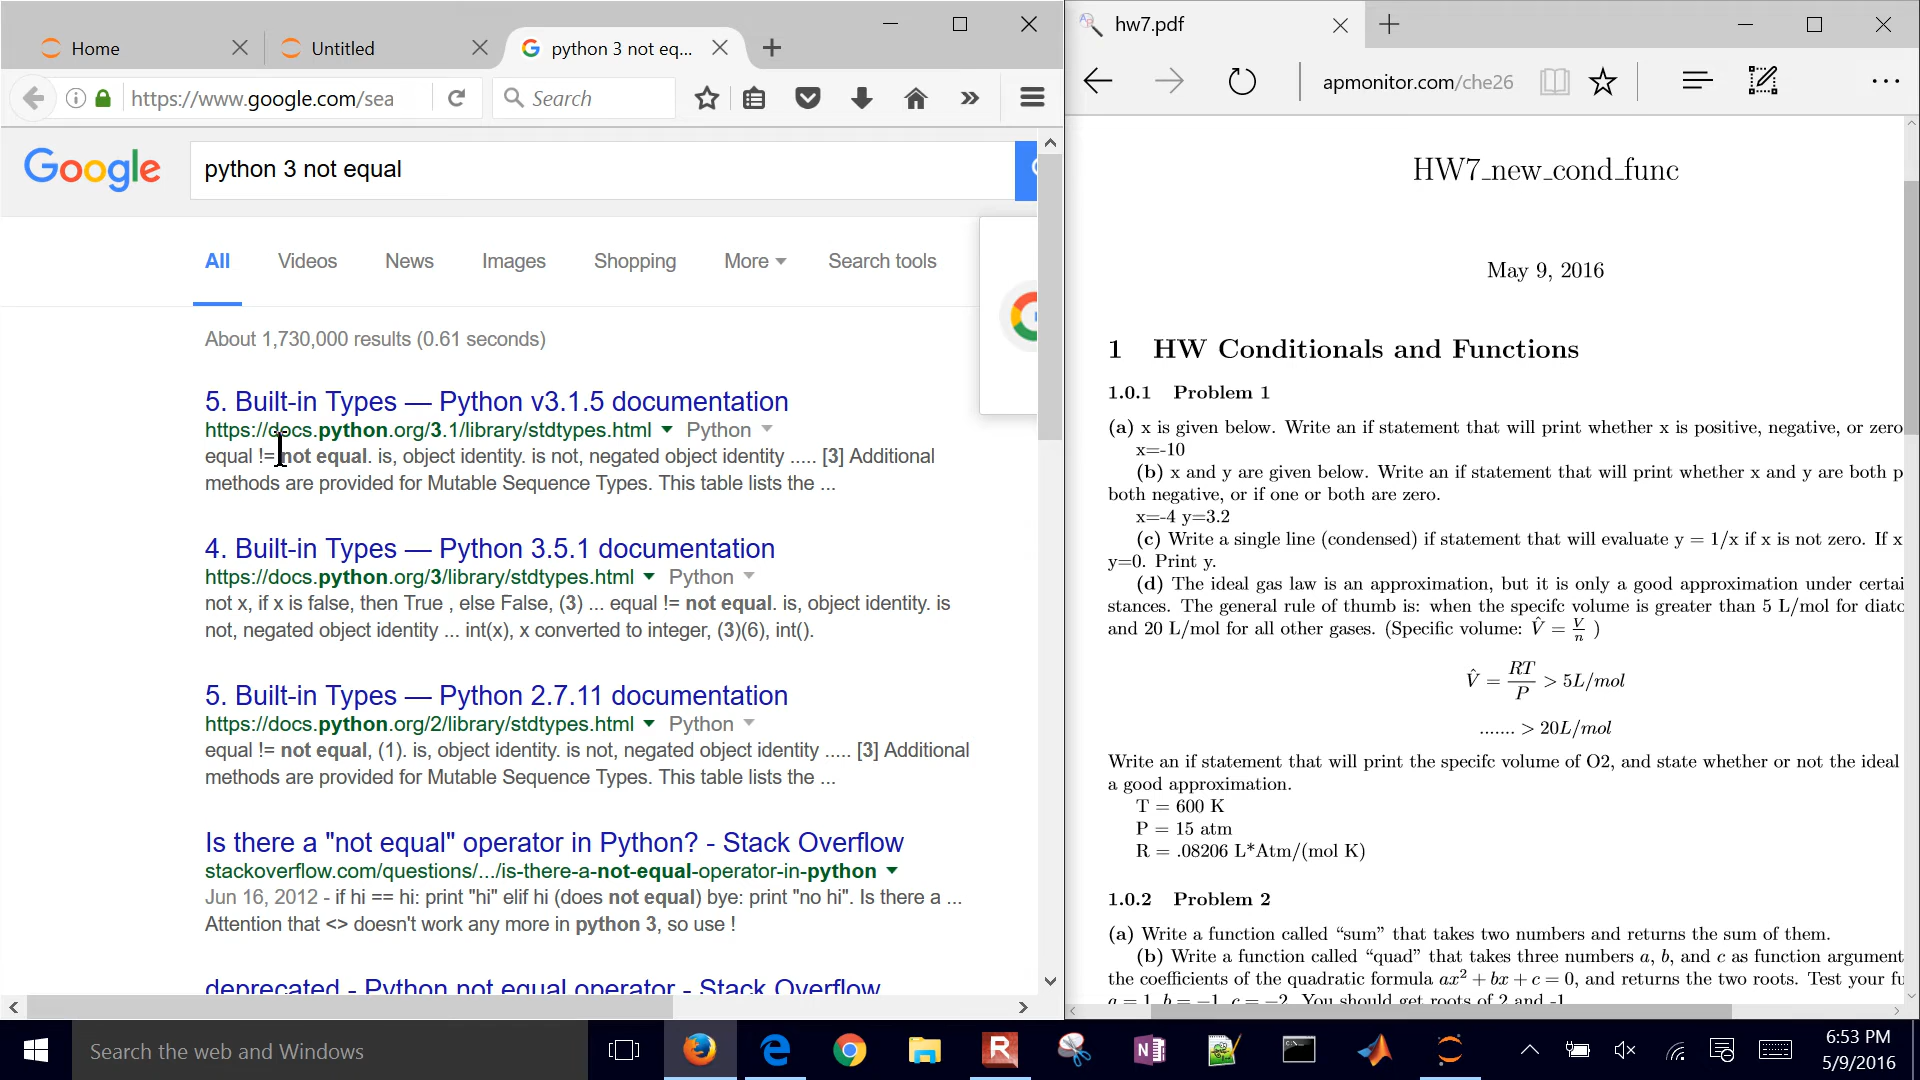 Home
Untitled
python 3 not eq...
https://www.google.com/sea
Search
Google
python 3 not equal
All
Videos
News
Images
Shopping
More
Search tools
About 1,730,000 results (0.61 seconds)
5. Built-in Types — Python v3.1.5 documentation
https://docs.python.org/3.1/library/stdtypes.html Python
equal != not equal. is, object identity. is not, negated object identity ..... [3] Additional
methods are provided for Mutable Sequence Types. This table lists the ...
4. Built-in Types — Python 3.5.1 documentation
https://docs.python.org/3/library/stdtypes.html Python
not x, if x is false, then True , else False, (3) ... equal != not equal. is, object identity. is
not, negated object identity ... int(x), x converted to integer, (3)(6), int().
5. Built-in Types — Python 2.7.11 documentation
https://docs.python.org/2/library/stdtypes.html Python
equal != not equal, (1). is, object identity. is not, negated object identity ..... [3] Additional
methods are provided for Mutable Sequence Types. This table lists the ...
Is there a "not equal" operator in Python? - Stack Overflow
stackoverflow.com/questions/.../is-there-a-not-equal-operator-in-python
Jun 16, 2012 - if hi == hi: print "hi" elif hi (does not equal) bye: print "no hi". Is there a ...
Attention that <> doesn't work any more in python 3, so use !
deprecated - Python not equal operator - Stack Overflow
hw7.pdf
apmonitor.com/che26
HW7_new_cond_func
May 9, 2016
1 HW Conditionals and Functions
1.0.1 Problem 1
(a) x is given below. Write an if statement that will print whether x is positive, negative, or zero
x=-10
(b) x and y are given below. Write an if statement that will print whether x and y are both p
both negative, or if one or both are zero.
x=-4 y=3.2
(c) Write a single line (condensed) if statement that will evaluate y = 1/x if x is not zero. If x
y=0. Print y.
(d) The ideal gas law is an approximation, but it is only a good approximation under certai
stances. The general rule of thumb is: when the specifc volume is greater than 5 L/mol for diato
and 20 L/mol for all other gases. (Specific volume: V̂ = V/n )
V̂ = RT/P > 5L/mol
....... > 20L/mol
Write an if statement that will print the specifc volume of O2, and state whether or not the ideal
a good approximation.
T = 600 K
P = 15 atm
R = .08206 L*Atm/(mol K)
1.0.2 Problem 2
(a) Write a function called “sum” that takes two numbers and returns the sum of them.
(b) Write a function called “quad” that takes three numbers a, b, and c as function argument
the coefficients of the quadratic formula ax² + bx + c = 0, and returns the two roots. Test your fu
a = 1, b = −1, c = −2. You should get roots of 2 and -1
Search the web and Windows
6:53 PM
5/9/2016